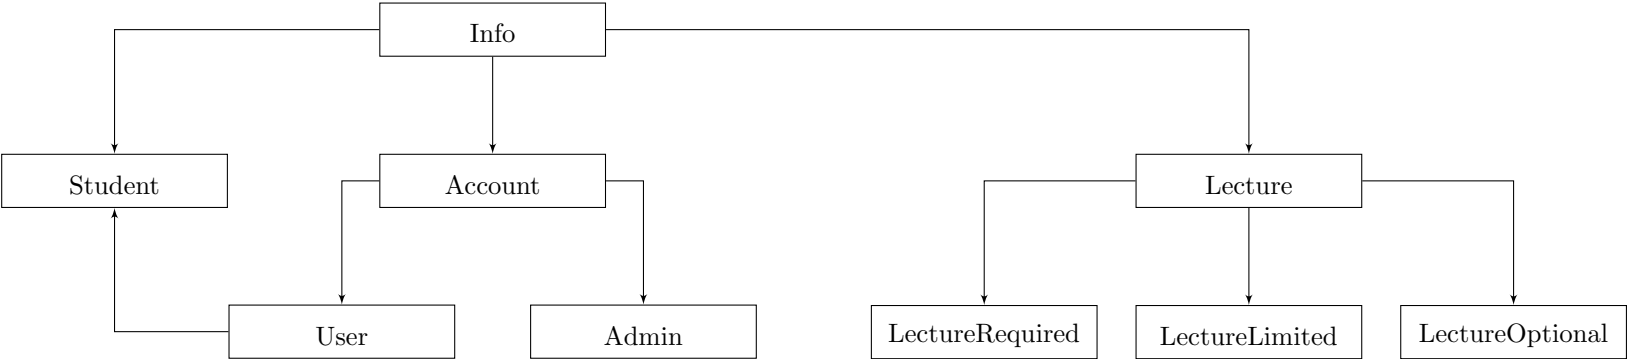 Info
Student
Account
Lecture
User
Admin
LectureRequired
LectureLimited
LectureOptional